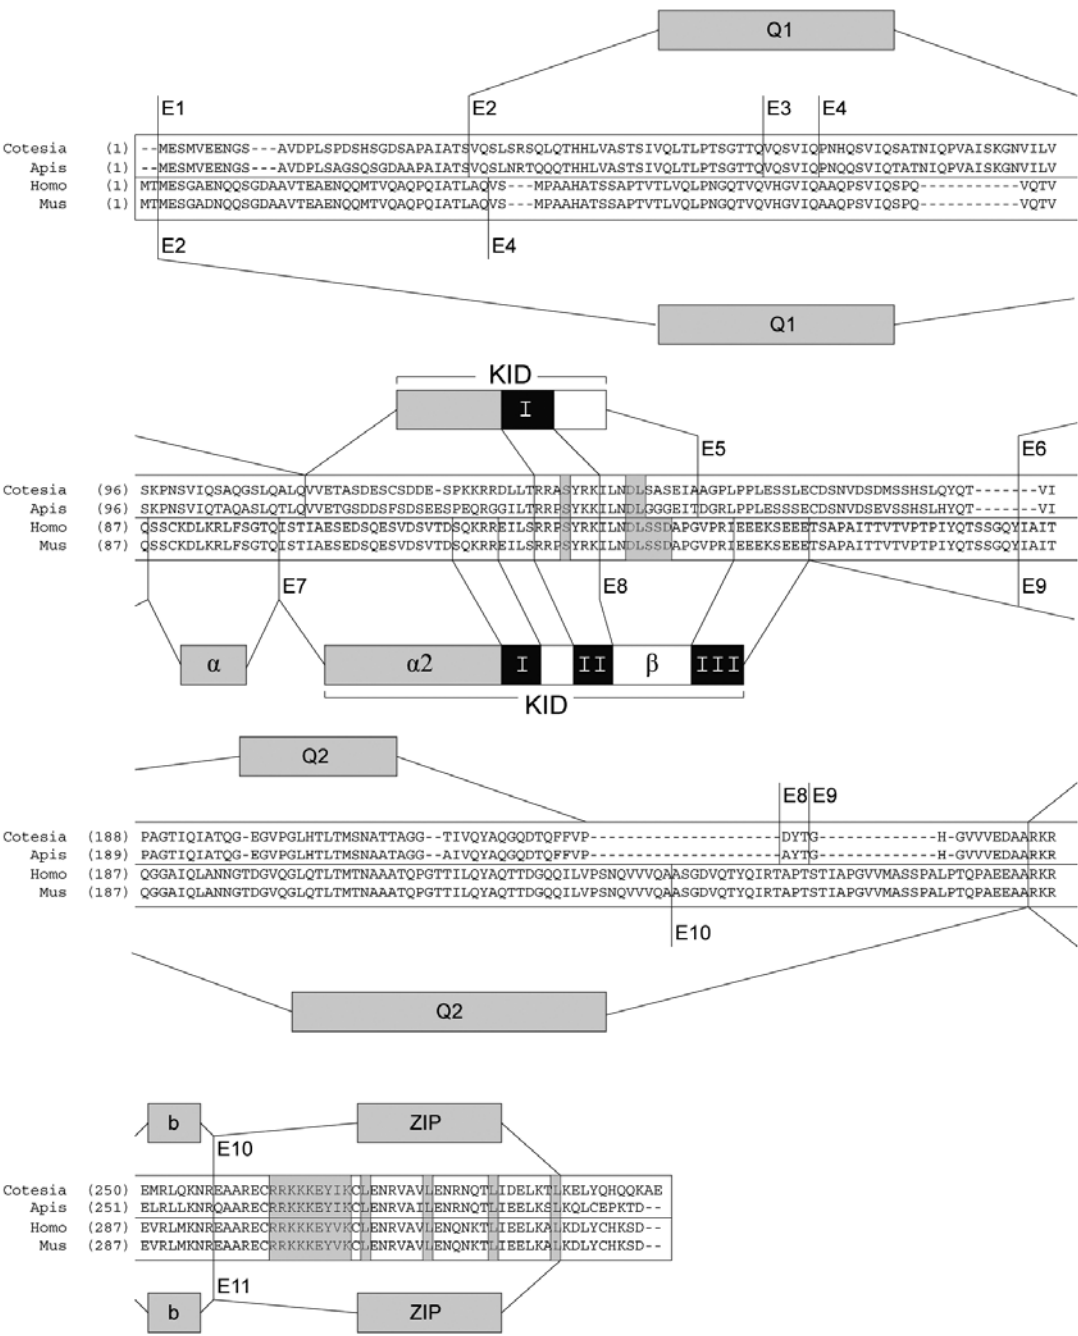 Q1
E1 E2 E3 E4
Cotesia (1) --MESMVEENGS---AVDPLSPDSHSGDSAPAIATSVQSLSRSQLQTHHLVASTSIVQLTLPTSGTTQVQSVIQPNHQSVIQSATNIQPVAISKGNVILV
Apis (1) --MESMVEENGS---AVDPLSAGSQSGDAAPAIATSVQSLNRTQQQTHHLVASTSIVQLTLPTSGTTQVQSVIQPNQQSVIQTATNIQPVAISKGNVILV
Homo (1) MTMESGAENQQSGDAAVTEAENQQMTVQAQPQIATLAQVS---MPAAHATSSAPTVTLVQLPNGQTVQVHGVIQAAQPSVIQSPQ-----------VQTV
Mus (1) MTMESGADNQQSGDAAVTEAENQQMTVQAQPQIATLAQVS---MPAAHATSSAPTVTLVQLPNGQTVQVHGVIQAAQPSVIQSPQ-----------VQTV
E2 E4
Q1
KID
I
E5 E6
Cotesia (96) SKPNSVIQSAQGSLQALQVVETASDESCSDDE-SPKKRRDLLTRRASYRKILNDLSASEIAAGPLPPLESSLECDSNVDSDMSSHSLQYQT-------VI
Apis (96) SKPNSVIQTAQASLQTLQVVETGSDDSFSDSEESPEQRGGILTRRPSYKKILNDLGGGEITDGRLPPLESSLECDSNVDSDMSSHSLQYQT-------VI
Homo (87) QSSCKDLKRLFSGTQISTIAESEDSQESVDSVTDSQKRREILSRRPSYRKILNDLSSDAPGVPRIEEEKSEEETSAPAITTVTVPTPIYQTSSGQYIAIT
Mus (87) QSSCKDLKRLFSGTQISTIAESEDSQESVDSVTDSQKRREILSRRPSYRKILNDLSSDAPGVPRIEEEKSEEETSAPAITTVTVPTPIYQTSSGQYIAIT
E7 E8 E9
α α2 I II β III
KID
Q2
E8 E9
Cotesia (188) PAGTIQIATQG-EGVPGLHTLTMSNATTAGG--TIVQYAQGQDTQFFVP--------------------DYTG------------H-GVVVEDAARKR
Apis (189) PAGTIQIATQG-EGVPGLHTLTMSNAATAGG--AIVQYAQGQDTQFFVP--------------------AYTG------------H-GVVVEDAARKR
Homo (187) QGGAIQLANNGTDGVQGLQTLTMTNAAATQPGTTILQYAQTTDGQQILVPSNQVVVQAASGDVQTYQIRTAPTSTIAPGVVMASSPALPTQPAEEAARKR
Mus (187) QGGAIQLANNGTDGVQGLQTLTMTNAAATQPGTTILQYAQTTDGQQILVPSNQVVVQAASGDVQTYQIRTAPTSTIAPGVVMASSPALPTQPAEEAARKR
E10
Q2
b ZIP
E10
Cotesia (250) EMRLQKNREAARECRRKKKEYIKCLENRVAVLENRNQTLIDELKTLKELYQHQQKAE
Apis (251) ELRLLKNREAARECRRKKKEYIKCLENRVAILENRNQTLIEELKSLKQLCEPKTD--
Homo (287) EVRLMKNREAARECRRKKKEYVKCLENRVAVLENQNKTLIEELKALKDLYCHKSD--
Mus (287) EVRLMKNREAARECRRKKKEYVKCLENRVAVLENQNKTLIEELKALKDLYCHKSD--
E11
b ZIP